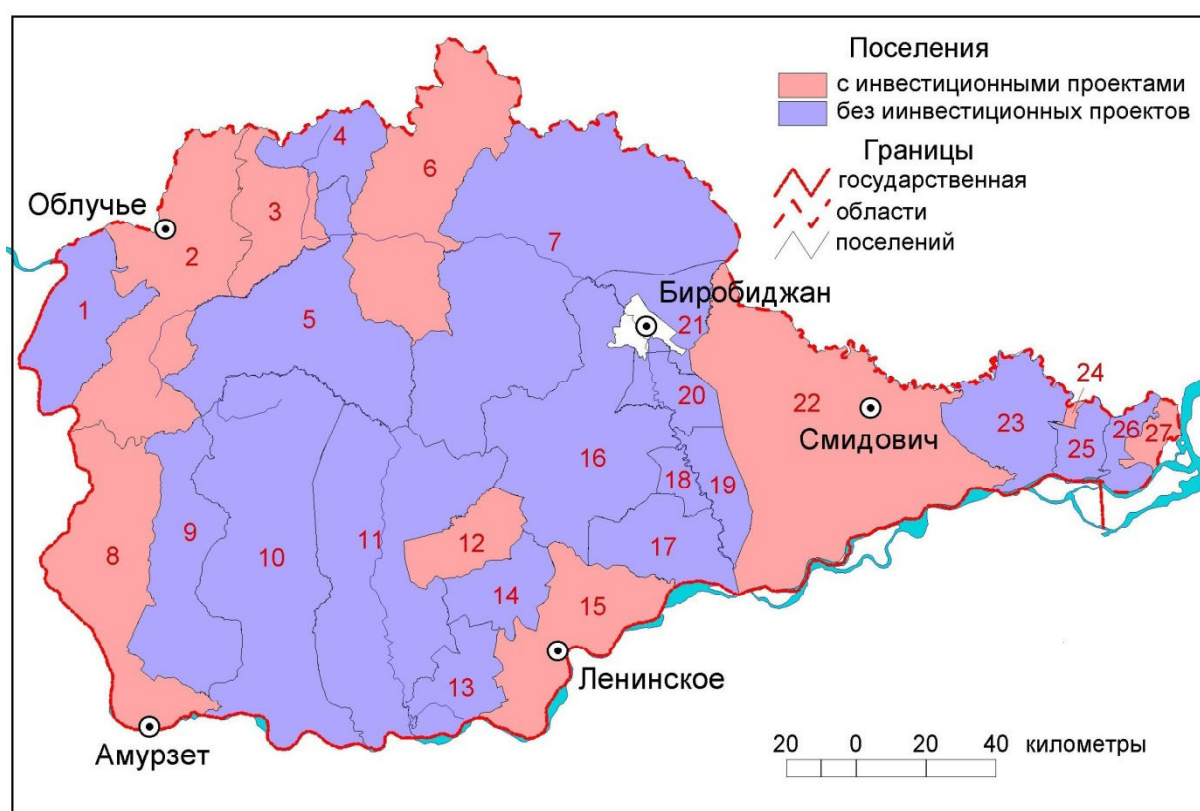 Поселения
с инвестиционными проектами
без иинвестиционных проектов
Границы
государственная
области
поселений
4
6
Облучье
3
2
7
1
Биробиджан
5
21
24
20
22
23
Смидович
25
26
27
16
18
19
12
8
9
10
11
17
14
15
13
Ленинское
Амурзет
20 0 20 40 километры